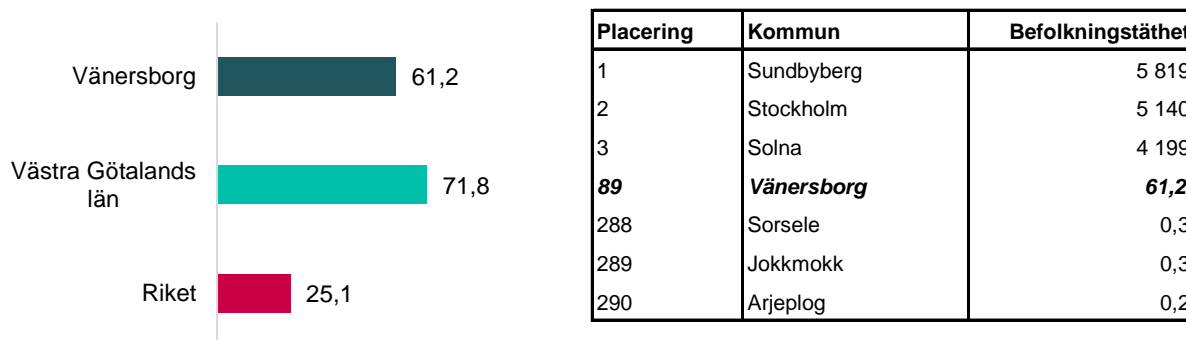 Vänersborg 61,2
Västra Götalands
län
71,8
Riket 25,1
Placering Kommun Befolkningstäthet
1 Sundbyberg 5 819
2 Stockholm 5 140
3 Solna 4 199
89 Vänersborg 61,2
288 Sorsele 0,3
289 Jokkmokk 0,3
290 Arjeplog 0,2